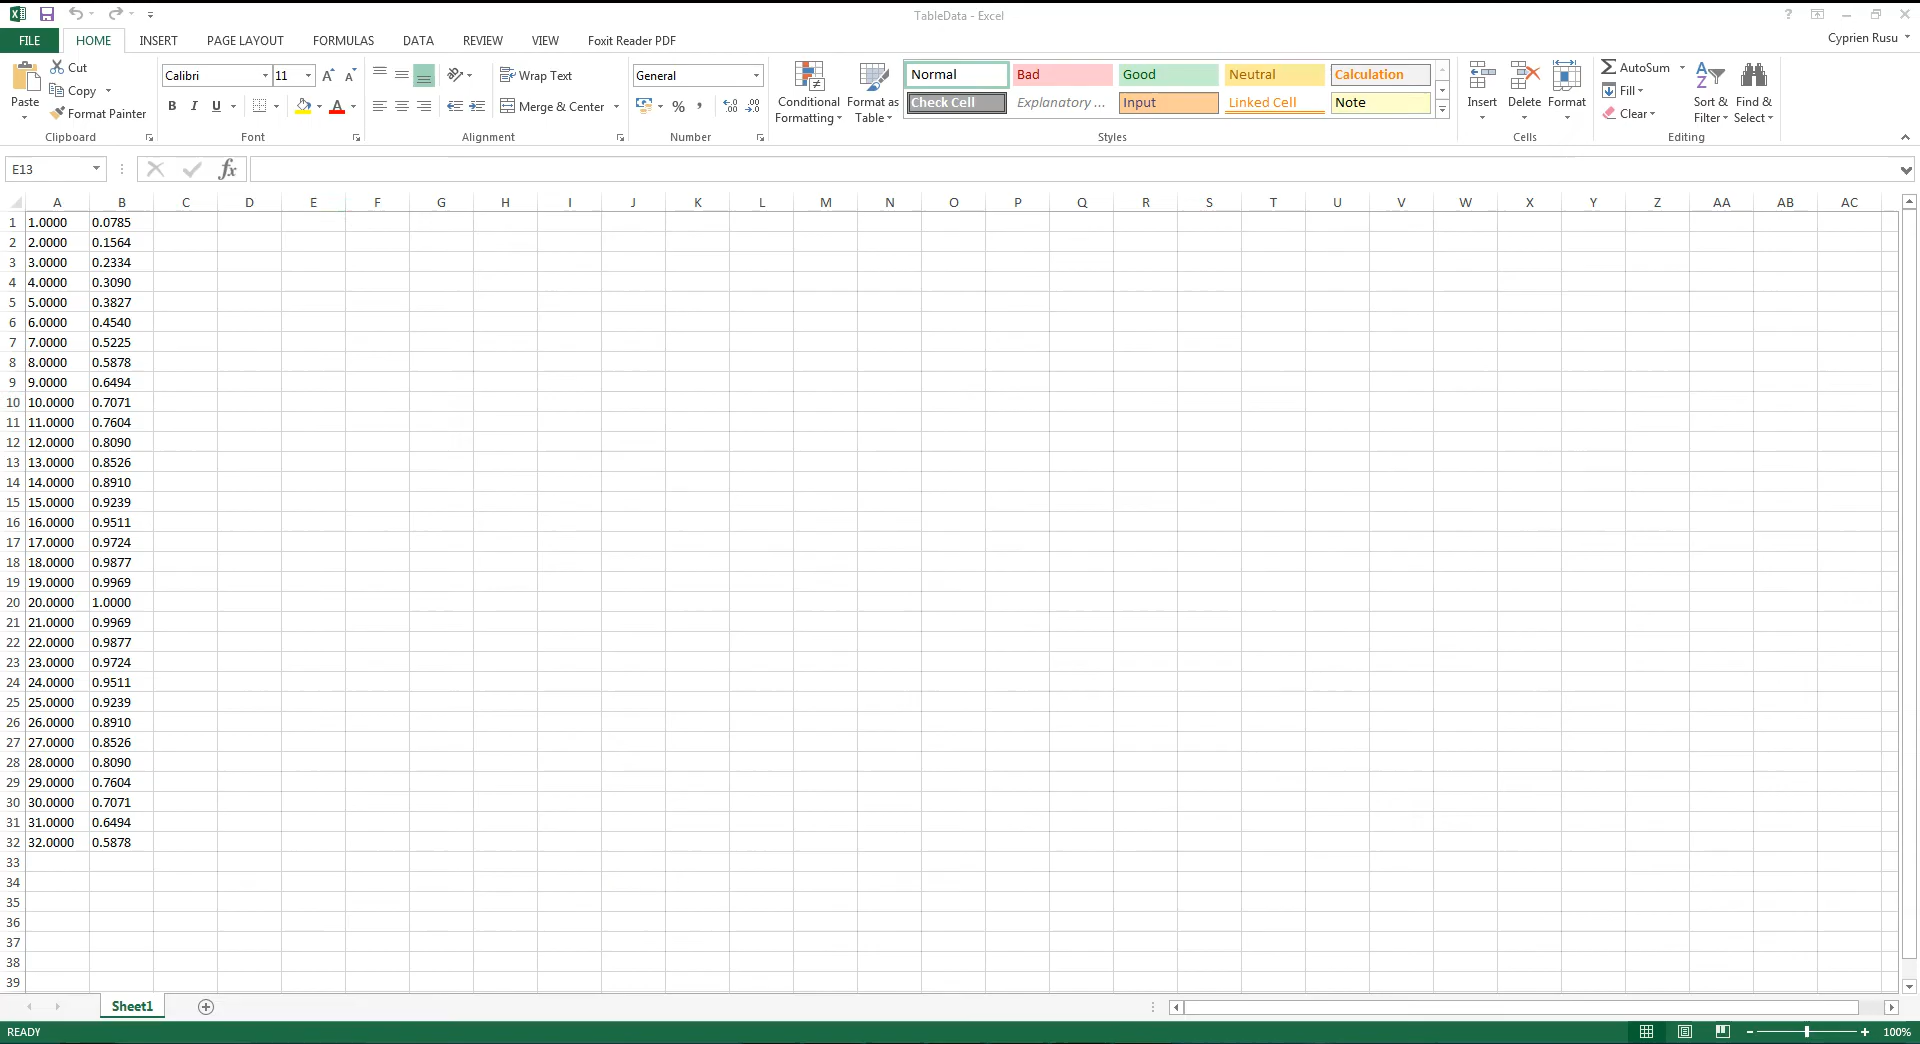 TableData - Excel
?
FILE HOME INSERT PAGE LAYOUT FORMULAS DATA REVIEW VIEW Foxit Reader PDF
Cyprien Rusu
Paste
Cut
Copy
Format Painter
Clipboard
Calibri 11 A A
B I U A
Font
Wrap Text
Merge & Center
Alignment
General
% ,
Number
Conditional Formatting
Format as Table
Normal Bad Good Neutral Calculation
Check Cell Explanatory ... Input Linked Cell Note
Styles
Insert Delete Format
Cells
AutoSum
Fill
Clear
Sort & Filter
Find & Select
Editing
E13 fx
A B C D E F G H I J K L M N O P Q R S T U V W X Y Z AA AB AC
1 1.0000 0.0785
2 2.0000 0.1564
3 3.0000 0.2334
4 4.0000 0.3090
5 5.0000 0.3827
6 6.0000 0.4540
7 7.0000 0.5225
8 8.0000 0.5878
9 9.0000 0.6494
10 10.0000 0.7071
11 11.0000 0.7604
12 12.0000 0.8090
13 13.0000 0.8526
14 14.0000 0.8910
15 15.0000 0.9239
16 16.0000 0.9511
17 17.0000 0.9724
18 18.0000 0.9877
19 19.0000 0.9969
20 20.0000 1.0000
21 21.0000 0.9969
22 22.0000 0.9877
23 23.0000 0.9724
24 24.0000 0.9511
25 25.0000 0.9239
26 26.0000 0.8910
27 27.0000 0.8526
28 28.0000 0.8090
29 29.0000 0.7604
30 30.0000 0.7071
31 31.0000 0.6494
32 32.0000 0.5878
33
34
35
36
37
38
39
Sheet1
READY
100%